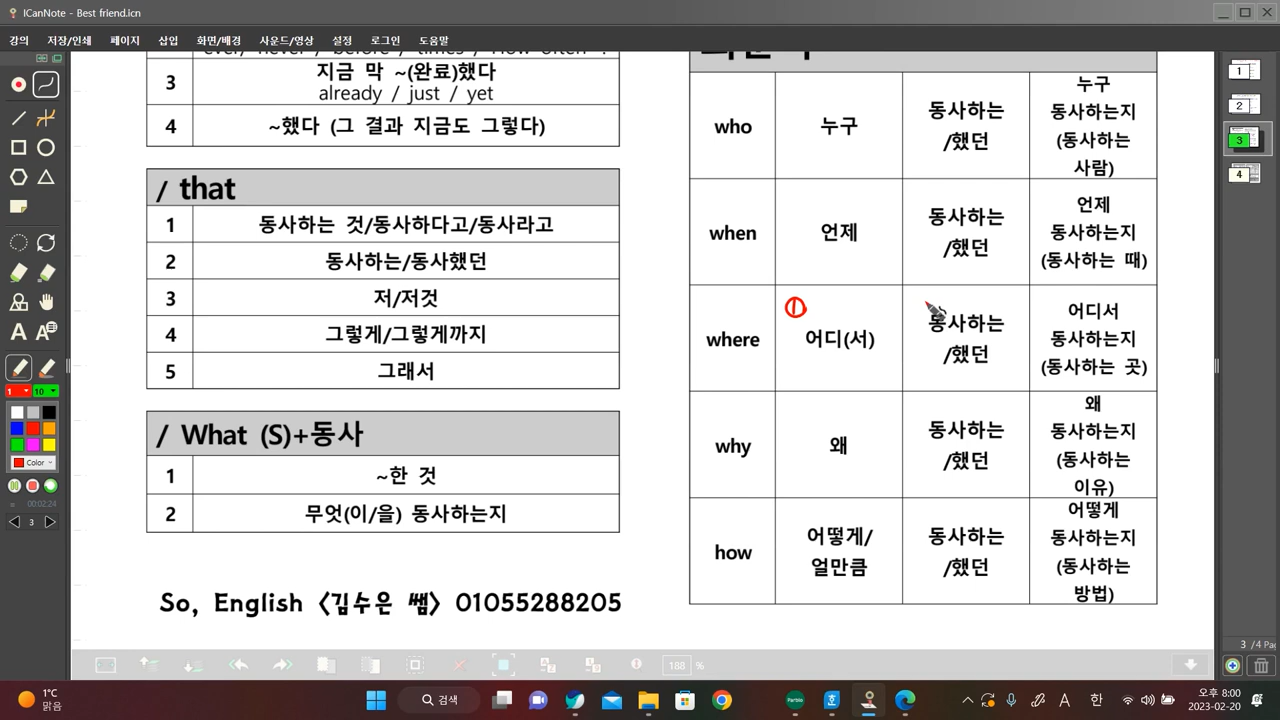 ICanNote - Best friend.icn
강의 저장/인쇄 페이지 삽입 화면/배경 사운드/영상 설정 로그인 도움말
3 지금 막 ~(완료)했다
already / just / yet
4 ~했다 (그 결과 지금도 그렇다)
/ that
1 동사하는 것/동사하다고/동사라고
2 동사하는/동사했던
3 저/저것
4 그렇게/그렇게까지
5 그래서
/ What (S)+동사
1 ~한 것
2 무엇(이/을) 동사하는지
So, English <김수은 쌤> 01055288205
who 누구 동사하는 /했던 누구 동사하는지 (동사하는 사람)
when 언제 동사하는 /했던 언제 동사하는지 (동사하는 때)
①
where 어디(서) 동사하는 /했던 어디서 동사하는지 (동사하는 곳)
why 왜 동사하는 /했던 왜 동사하는지 (동사하는 이유)
how 어떻게/ 얼만큼 동사하는 /했던 어떻게 동사하는지 (동사하는 방법)
1
2
3
4
1 10
Color
00:02:24
3
188 %
3 /4 Pa
1°C
맑음
검색
A 한
오후 8:00
2023-02-20